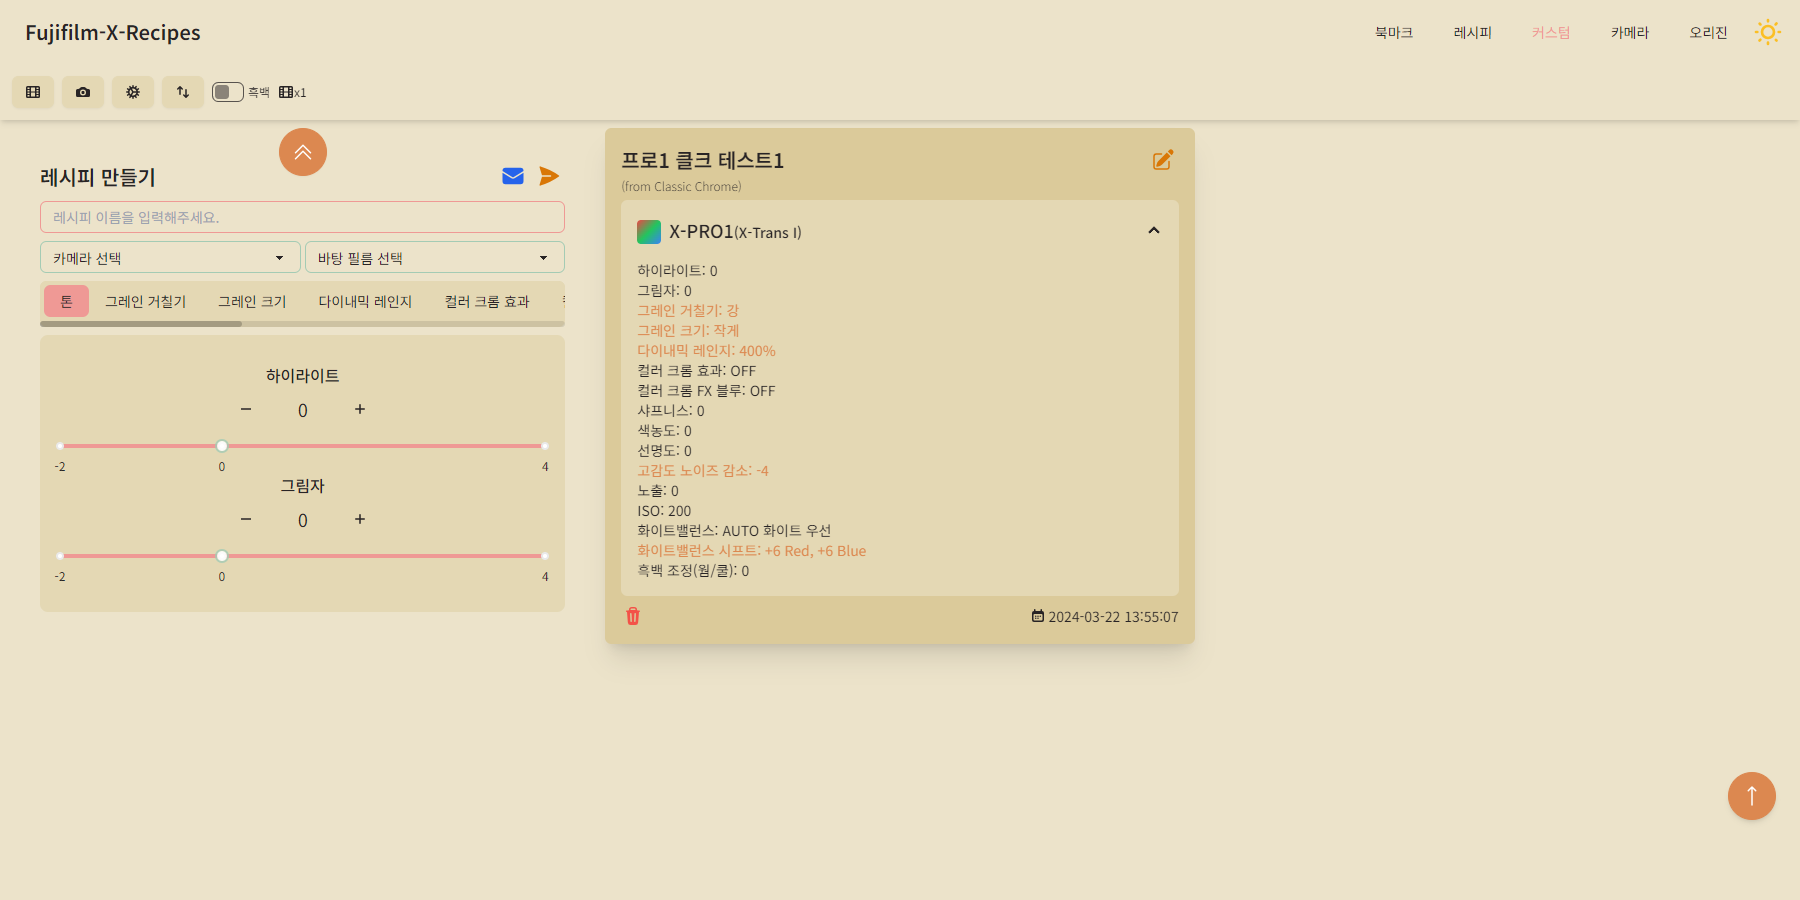 Fujifilm-X-Recipes
북마크 레시피 커스텀 카메라 오리진
흑백 x1
레시피 만들기
레시피 이름을 입력해주세요.
카메라 선택 바탕 필름 선택
톤 그레인 거칠기 그레인 크기 다이내믹 레인지 컬러 크롬 효과
하이라이트
− 0 +
-2 0 4
그림자
− 0 +
-2 0 4
프로1 클크 테스트1
(from Classic Chrome)
X-PRO1(X-Trans I)
하이라이트: 0
그림자: 0
그레인 거칠기: 강
그레인 크기: 작게
다이내믹 레인지: 400%
컬러 크롬 효과: OFF
컬러 크롬 FX 블루: OFF
샤프니스: 0
색농도: 0
선명도: 0
고감도 노이즈 감소: -4
노출: 0
ISO: 200
화이트밸런스: AUTO 화이트 우선
화이트밸런스 시프트: +6 Red, +6 Blue
흑백 조정(웜/쿨): 0
2024-03-22 13:55:07